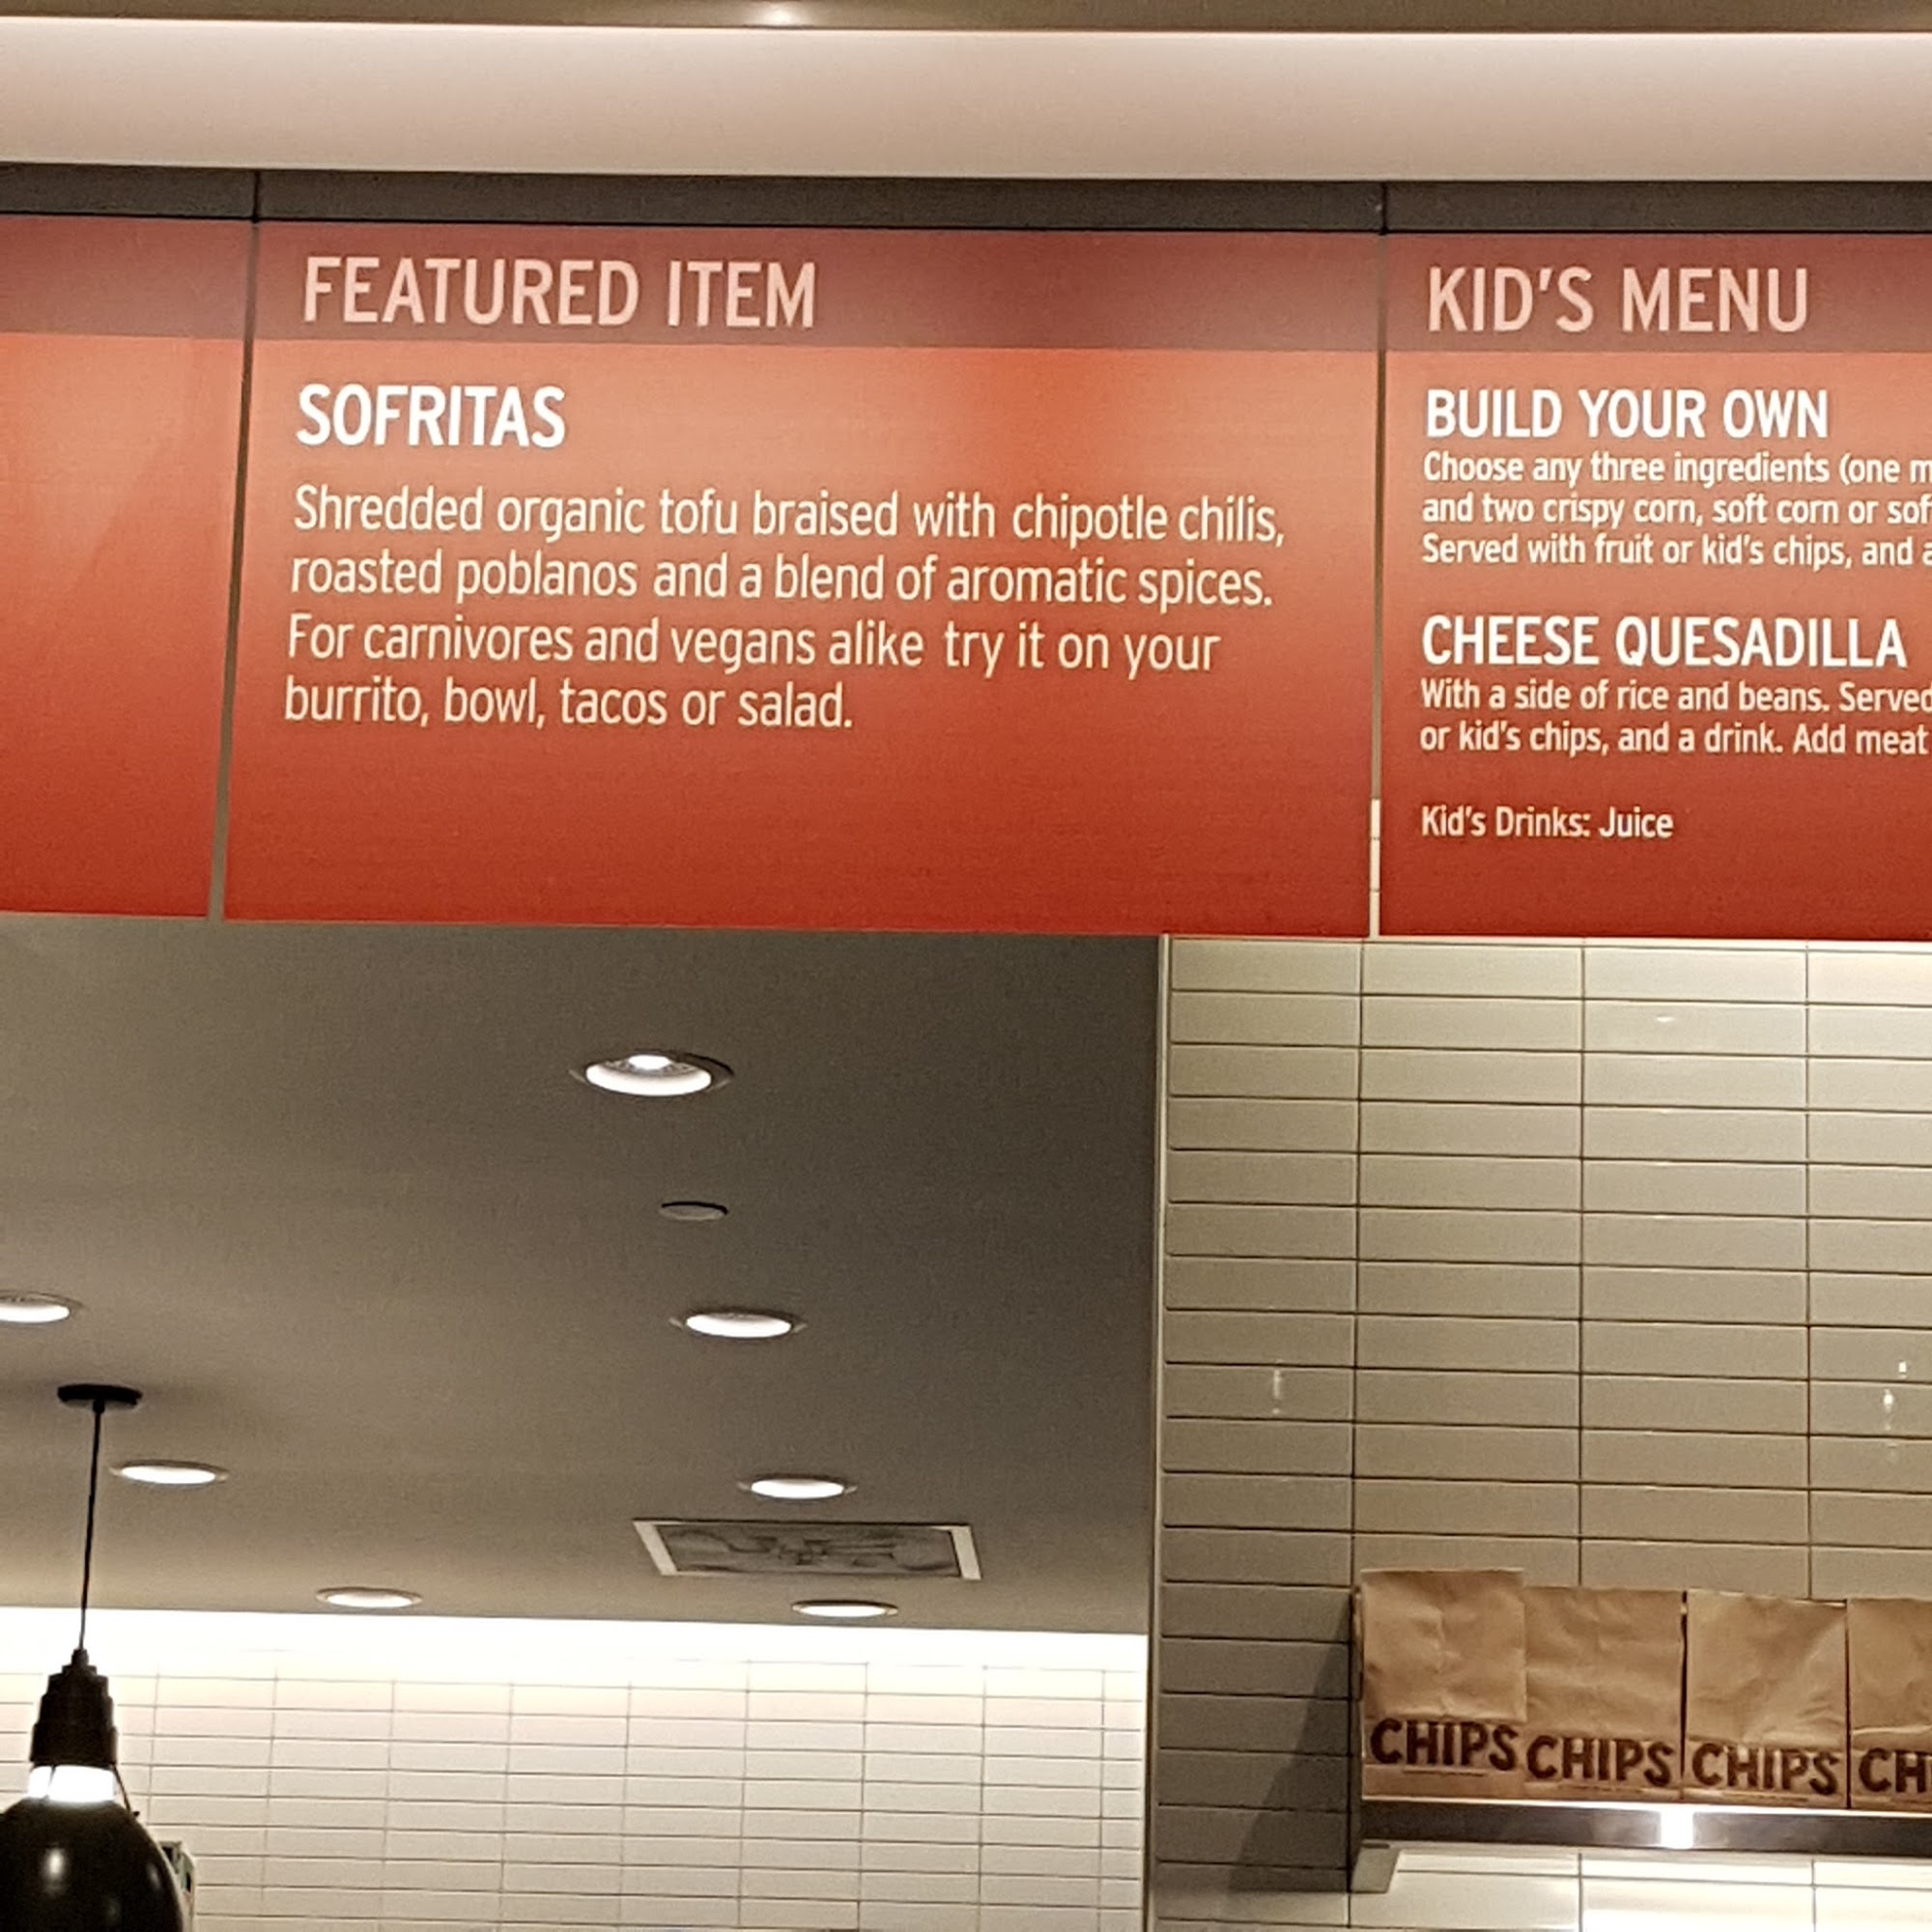 FEATURED ITEM
SOFRITAS
Shredded organic tofu braised with chipotle chilis,
roasted poblanos and a blend of aromatic spices.
For carnivores and vegans alike try it on your
burrito, bowl, tacos or salad.
KID'S MENU
BUILD YOUR OWN
Choose any three ingredients (one
and two crispy corn, soft corn or
Served with fruit or kid's chips, and
CHEESE QUESADILLA
With a side of rice and beans. Served
or kid's chips, and a drink. Add meat
Kid's Drinks: Juice
CHIPS CHIPS CHIPS